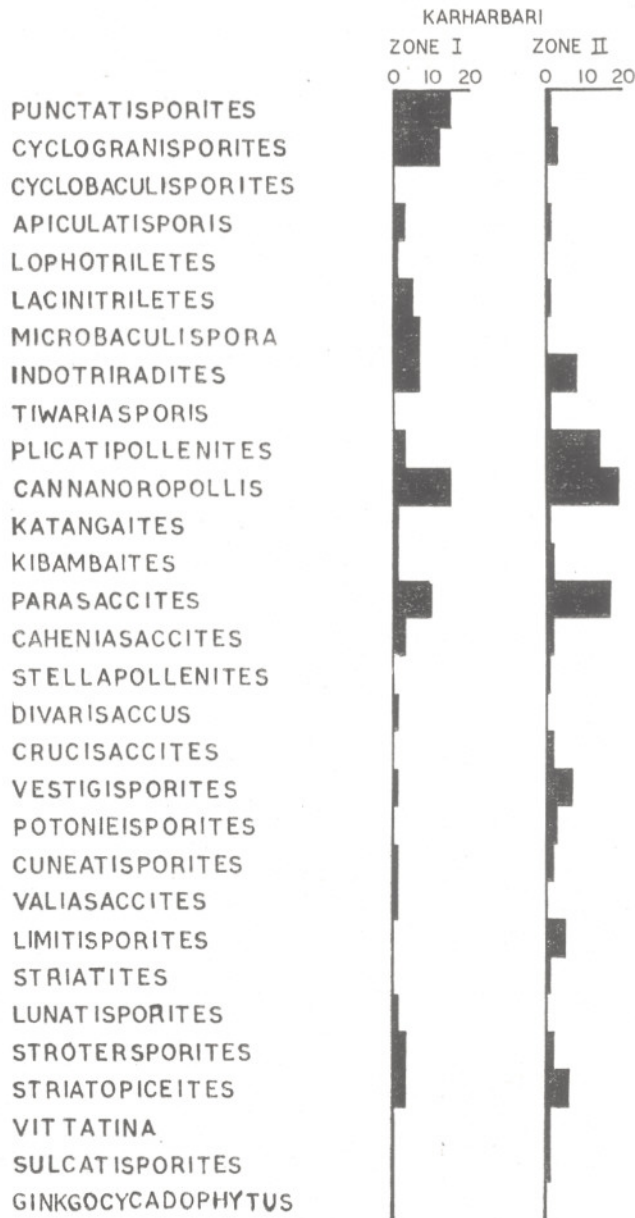 KARHARBARI
ZONE I ZONE II
0 10 20 0 10 20
PUNCTATISPORITES
CYCLOGRANISPORITES
CYCLOBACULISPORITES
APICULATISPORIS
LOPHOTRILETES
LACINITRILETES
MICROBACULISPORA
INDOTRIRADITES
TIWARIASPORIS
PLICATIPOLLENITES
CANNANOROPOLLIS
KATANGAITES
KIBAMBAITES
PARASACCITES
CAHENIASACCITES
STELLAPOLLENITES
DIVARISACCUS
CRUCISACCITES
VESTIGISPORITES
POTONIEISPORITES
CUNEATISPORITES
VALIASACCITES
LIMITISPORITES
STRIATITES
LUNATISPORITES
STROTERSPORITES
STRIATOPICEITES
VITTATINA
SULCATISPORITES
GINKGOCYCADOPHYTUS